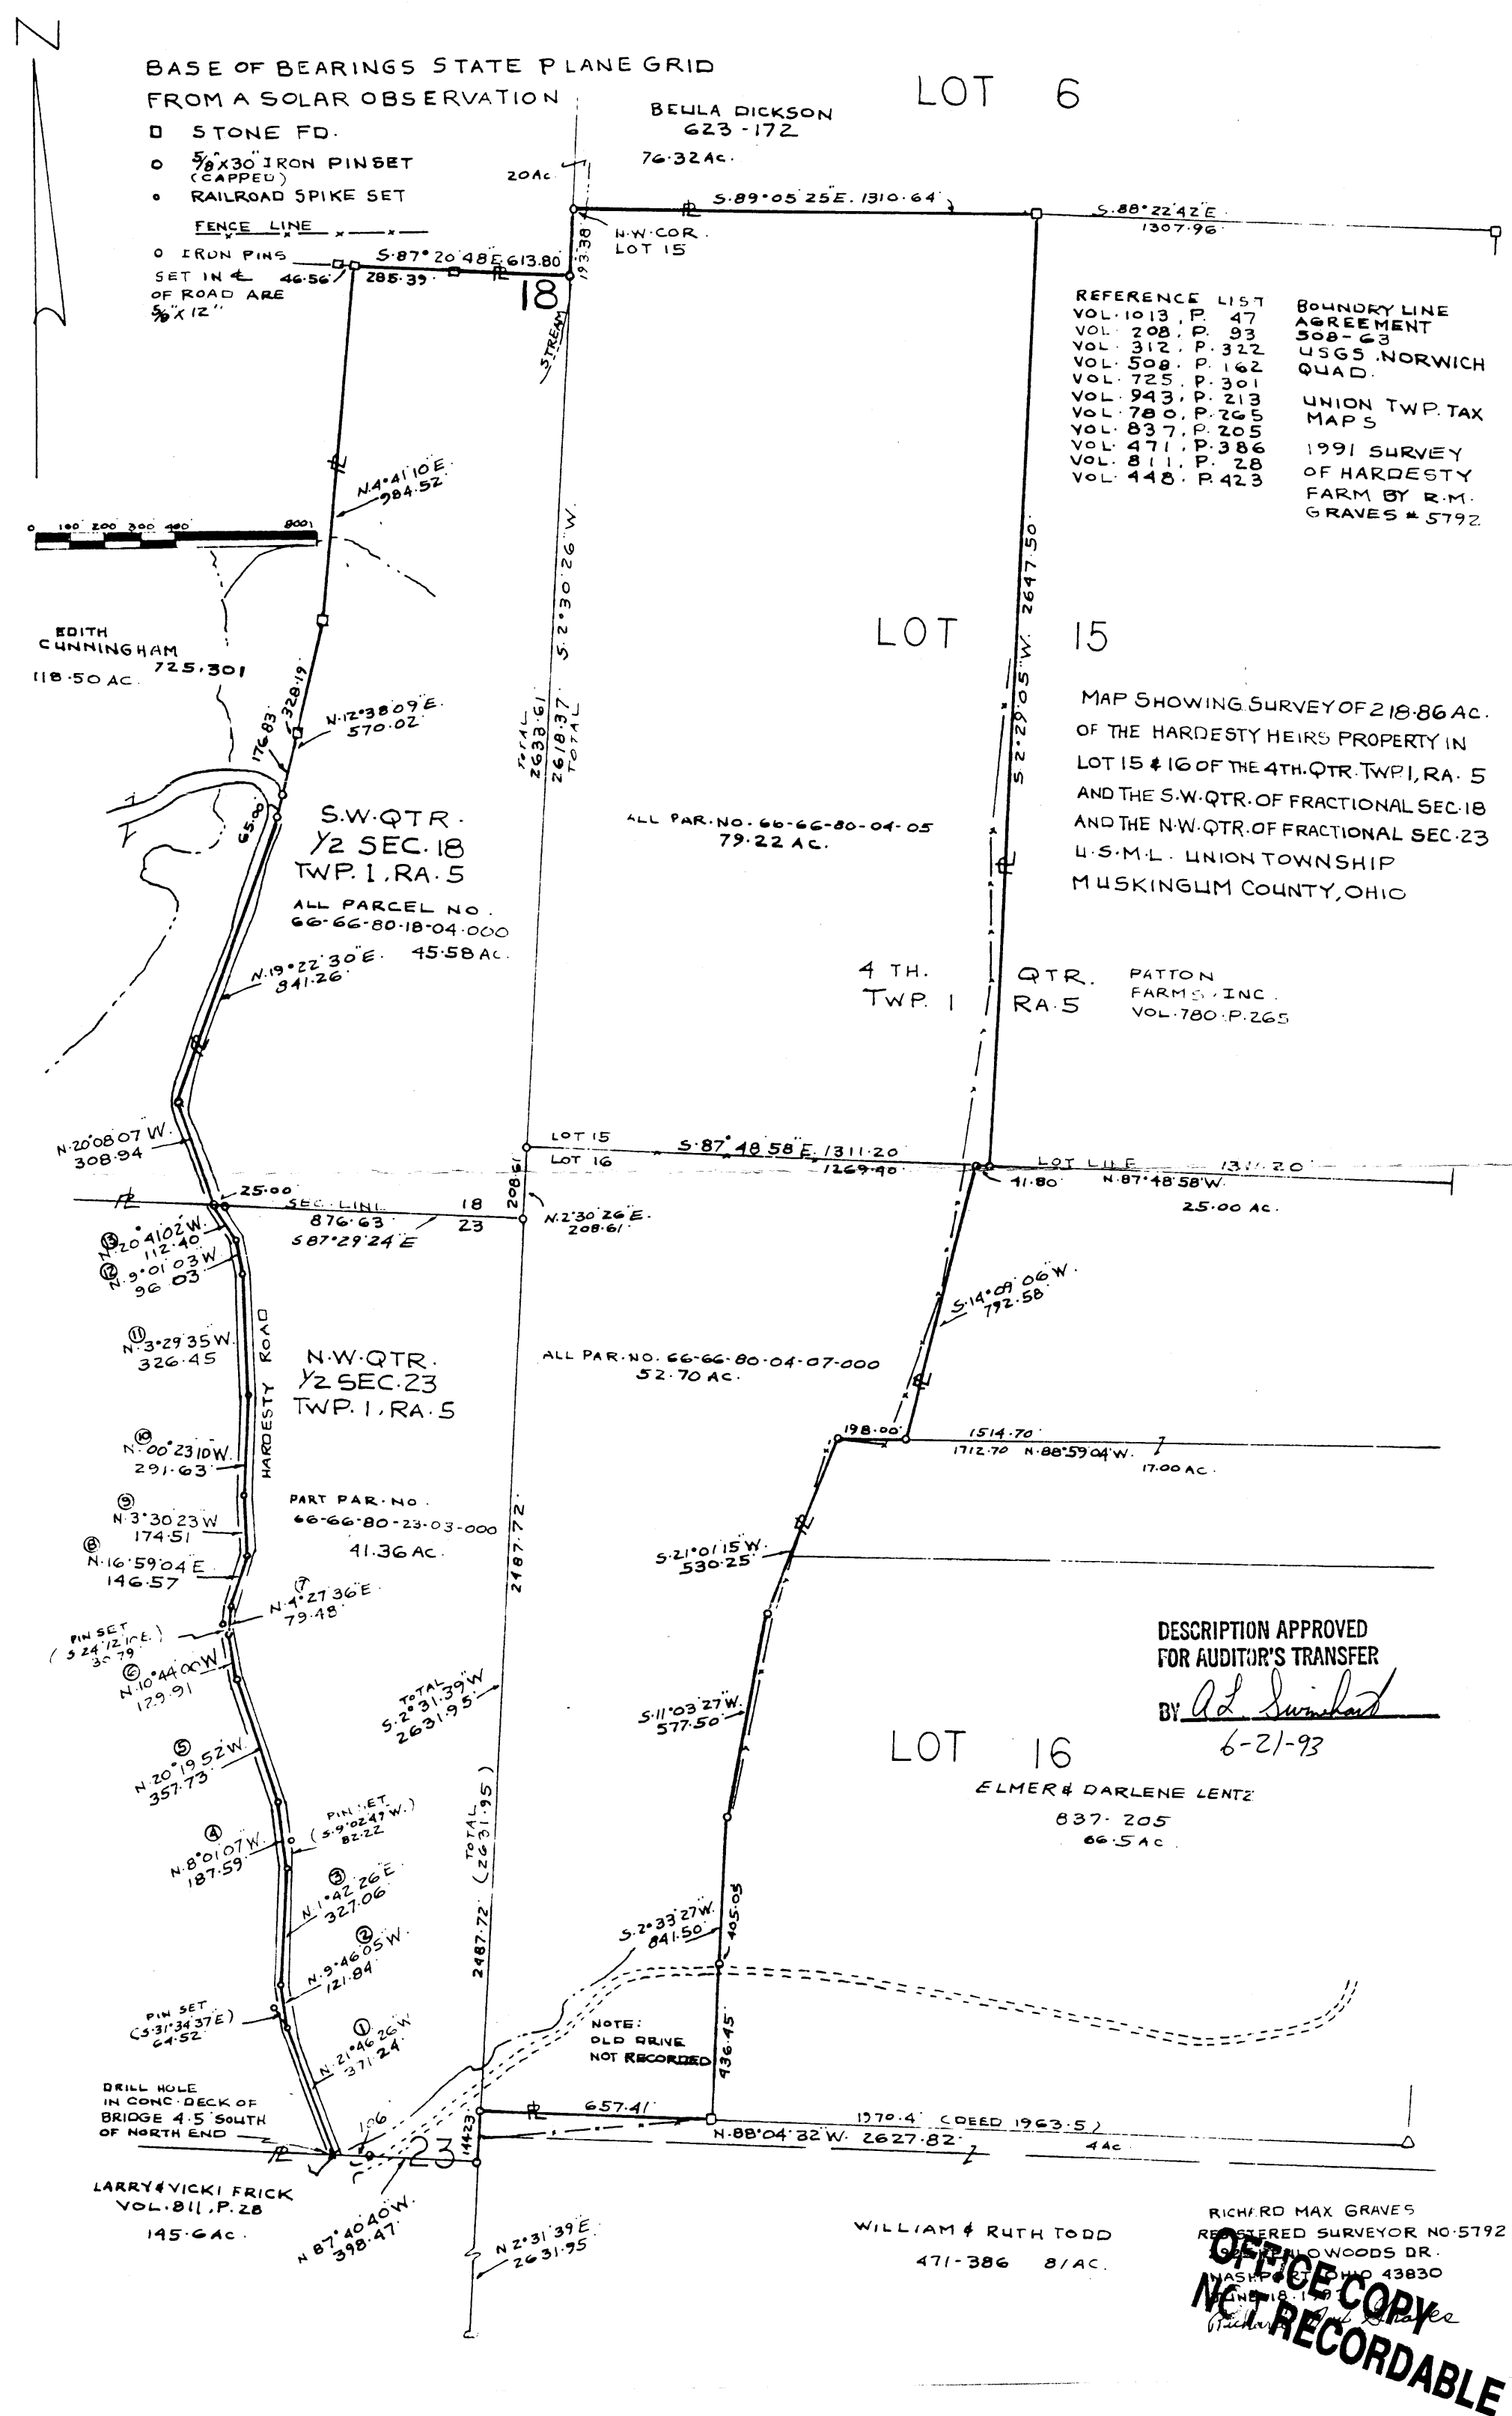 N
BASE OF BEARINGS STATE PLANE GRID
FROM A SOLAR OBSERVATION
STONE FD.
5/8"X30" IRON PIN SET
(CAPPED)
RAILROAD SPIKE SET
FENCE LINE
IRON PINS
SET IN ℄
OF ROAD ARE
5/8"X 12"
BEULA DICKSON
623-172
76.32 AC.
20 AC.
LOT 6
S.89°05'25"E. 1310.64'
S.88°22'42"E
1307.96'
N.W. COR.
LOT 15
193.38'
S.87°20'48"E. 613.80'
46.56'
285.39'
18
STREAM
REFERENCE LIST
VOL. 1013, P. 47
VOL. 208, P. 93
VOL. 312, P. 322
VOL. 508, P. 162
VOL. 725, P. 301
VOL. 943, P. 213
VOL. 780, P. 265
VOL. 837, P. 205
VOL. 471, P. 386
VOL. 811, P. 28
VOL. 448, P. 423
BOUNDRY LINE
AGREEMENT
508-63
USGS NORWICH
QUAD.
UNION TWP. TAX
MAPS
1991 SURVEY
OF HARDESTY
FARM BY R.M.
GRAVES # 5792
N.4°41'10"E.
984.52'
0 100 200 300 400 800'
S.2°30'26"W.
TOTAL
2633.61'
2618.37'
TOTAL
S.2°29'05"W. 2647.50'
EDITH
CUNNINGHAM
725.301
118.50 AC.
LOT 15
328.19'
176.83'
N.12°38'09"E.
570.02'
65.00'
MAP SHOWING SURVEY OF 218.86 AC.
OF THE HARDESTY HEIRS PROPERTY IN
LOT 15 & 16 OF THE 4TH. QTR. TWP. 1, RA. 5
AND THE S.W. QTR. OF FRACTIONAL SEC. 18
AND THE N.W. QTR. OF FRACTIONAL SEC. 23
U.S.M.L. UNION TOWNSHIP
MUSKINGUM COUNTY, OHIO
S.W. QTR.
1/2 SEC. 18
TWP. 1, RA. 5
ALL PARCEL NO.
66-66-80-18-04-000
45.58 AC.
ALL PAR. NO. 66-66-80-04-05
79.22 AC.
N.19°22'30"E.
841.26'
4 TH. QTR.
TWP. 1 RA. 5
PATTON
FARMS, INC.
VOL. 780. P. 265
N.20°08'07"W.
308.94
LOT 15
LOT 16
S.87°48'58"E. 1311.20'
1269.40'
LOT LINE 1311.20'
41.80' N.87°48'58"W.
25.00 AC.
25.00'
SEC. LINE 18
876.63' 23
S87°29'24"E
208.61'
N.2°30'26"E.
208.61'
⑬ N.20°41'02"W.
112.40'
⑫ N.9°01'03"W
96.03'
⑪
N.3°29'35"W.
326.45
HARDESTY ROAD
N.W. QTR.
1/2 SEC. 23
TWP. 1, RA. 5
ALL PAR. NO. 66-66-80-04-07-000
52.70 AC.
S.14°09'06"W.
792.58'
⑩
N.00°23'10"W.
291.63'
198.00'
1514.70'
1712.70 N.88°59'04"W.
17.00 AC.
⑨
N.3°30'23"W
174.51
PART PAR. NO.
66-66-80-23-03-000
41.36 AC.
⑧
N.16°59'04"E
146.57
⑦
N.4°27'36"E.
79.48'
2487.72'
S.21°01'15"W.
530.25'
PIN SET
⑥
N.10°44'00"W
129.91
TOTAL
S.2°31'39"W
2631.95'
S.11°03'27"W.
577.50'
DESCRIPTION APPROVED
FOR AUDITOR'S TRANSFER
BY A L Swinehart
6-21-93
⑤
N.20°19'52"W.
357.73'
LOT 16
ELMER & DARLENE LENTZ
837-205
86.5 AC.
PIN SET
(S.9°02'49"W.)
82.22
④
N.8°01'07"W.
187.59
TOTAL
2487.72' (2631.95')
③
N.1°42'26"E.
327.06'
S.2°33'27"W.
841.50'
405.05'
②
N.9°46'05"W.
121.84'
PIN SET
(S.31°34'37"E)
64.52'
①
N.21°46'26"W
371.24'
NOTE:
OLD DRIVE
NOT RECORDED
436.45'
DRILL HOLE
IN CONC. DECK OF
BRIDGE 4.5' SOUTH
OF NORTH END
106'
23
144.23'
657.41'
1970.4' (DEED 1963.5')
N.88°04'32"W. 2627.82'
4 AC.
LARRY & VICKI FRICK
VOL. 811, P. 28
145.6 AC.
N 87°40'40"W.
398.47'
N 2°31'39"E.
2631.95
WILLIAM & RUTH TODD
471-386 81 AC.
RICHARD MAX GRAVES
REGISTERED SURVEYOR NO. 5792
WOODS DR.
NASHPORT, OHIO 43830
JUNE 18,
OFFICE COPY
NOT RECORDABLE